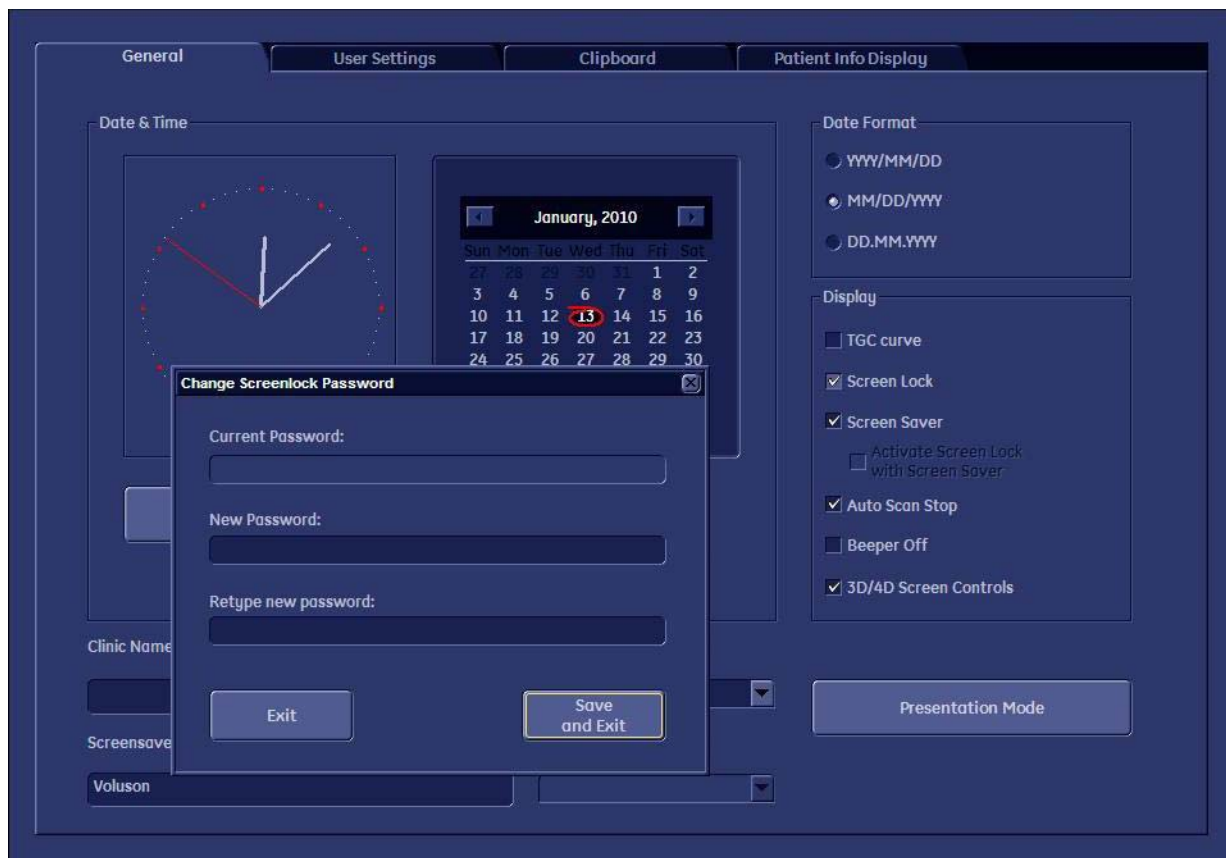 General
User Settings
Clipboard
Patient Info Display
Date & Time
January, 2010
Sun Mon Tue Wed Thu Fri Sat
27 28 29 30 31 1 2
3 4 5 6 7 8 9
10 11 12 13 14 15 16
17 18 19 20 21 22 23
24 25 26 27 28 29 30
Date Format
YYYY/MM/DD
MM/DD/YYYY
DD.MM.YYYY
Display
TGC curve
Screen Lock
Screen Saver
Activate Screen Lock
with Screen Saver
Auto Scan Stop
Beeper Off
3D/4D Screen Controls
Change Screenlock Password
Current Password:
New Password:
Retype new password:
Exit
Save
and Exit
Clinic Name
Screensave
Voluson
Presentation Mode